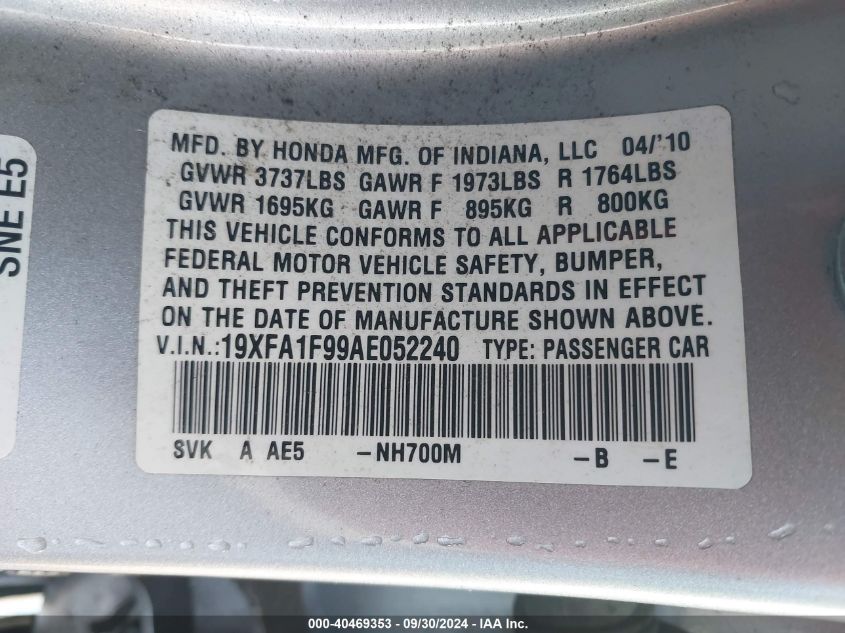 MFD. BY HONDA MFG. OF INDIANA, LLC 04/'10
GVWR 3737LBS GAWR F 1973LBS R 1764LBS
GVWR 1695KG GAWR F 895KG R 800KG
THIS VEHICLE CONFORMS TO ALL APPLICABLE
FEDERAL MOTOR VEHICLE SAFETY, BUMPER,
AND THEFT PREVENTION STANDARDS IN EFFECT
ON THE DATE OF MANUFACTURE SHOWN ABOVE.
V.I.N.:19XFA1F99AE052240 TYPE: PASSENGER CAR
SVK A AE5 -NH700M -B -E
SNE E5
000-40469353 / 09/30/2024 - IAA Inc.